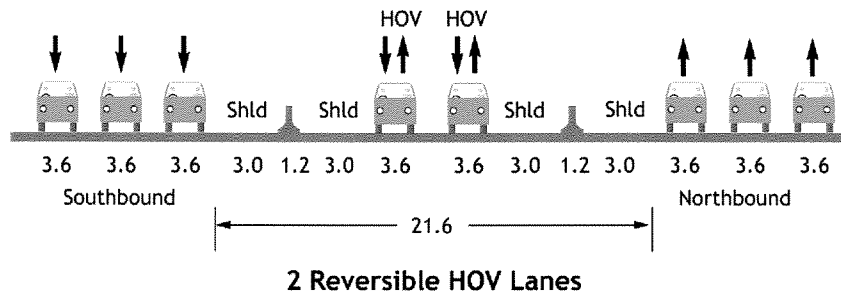 HOV HOV
Shld Shld Shld Shld
3.6 3.6 3.6 3.0 1.2 3.0 3.6 3.6 3.0 1.2 3.0 3.6 3.6 3.6
Southbound Northbound
21.6
2 Reversible HOV Lanes